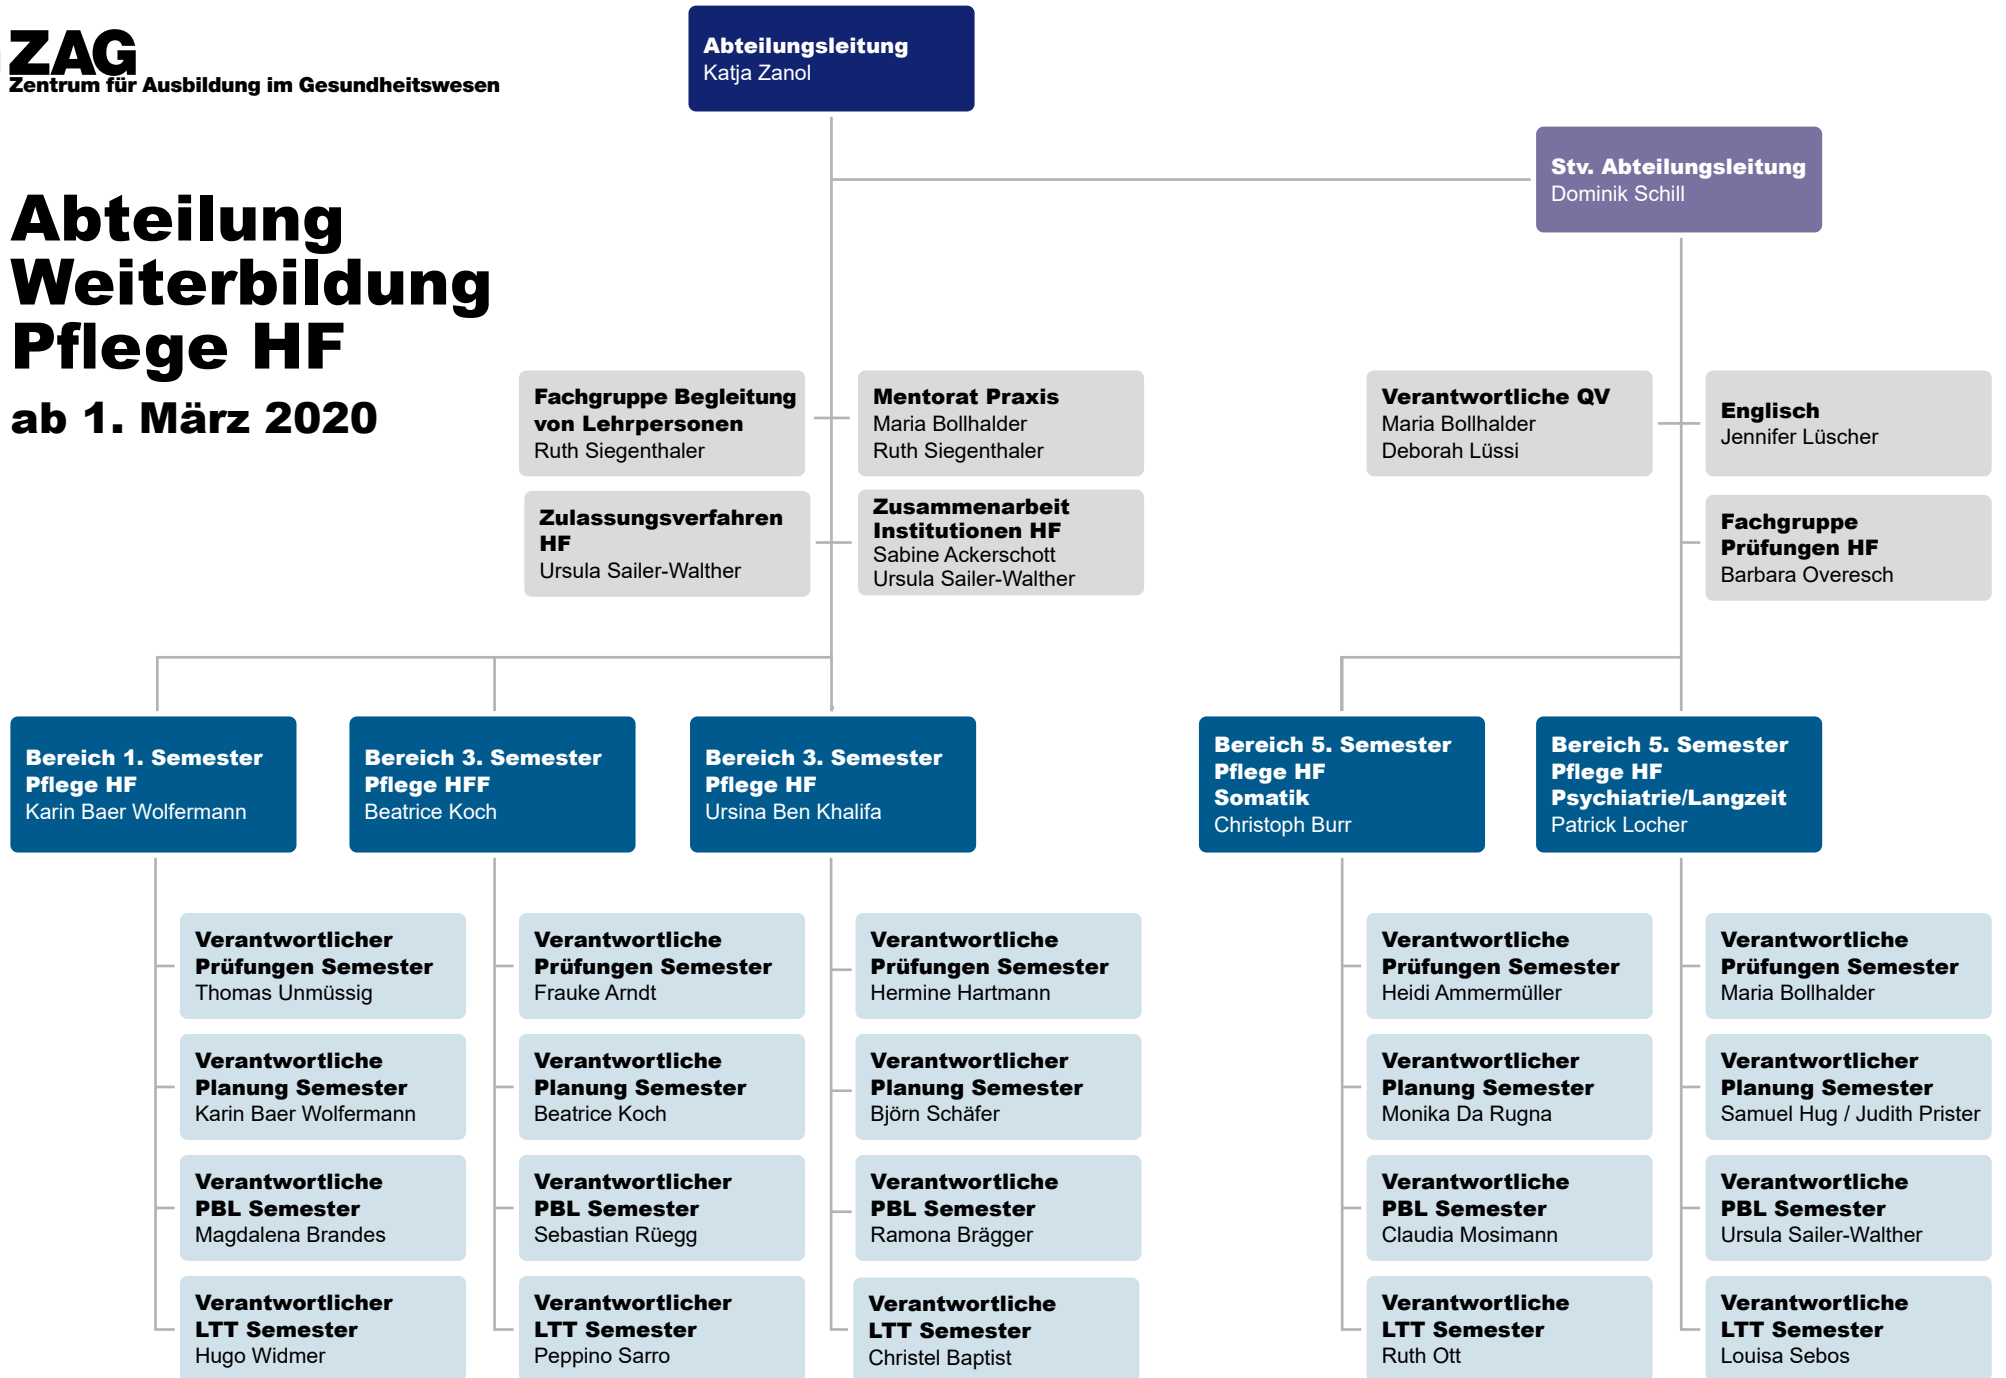 ZAG
Zentrum für Ausbildung im Gesundheitswesen
Abteilung
Weiterbildung
Pflege HF
ab 1. März 2020
Abteilungsleitung
Katja Zanol
Stv. Abteilungsleitung
Dominik Schill
Fachgruppe Begleitung
von Lehrpersonen
Ruth Siegenthaler
Mentorat Praxis
Maria Bollhalder
Ruth Siegenthaler
Verantwortliche QV
Maria Bollhalder
Deborah Lüssi
Englisch
Jennifer Lüscher
Zulassungsverfahren
HF
Ursula Sailer-Walther
Zusammenarbeit
Institutionen HF
Sabine Ackerschott
Ursula Sailer-Walther
Fachgruppe
Prüfungen HF
Barbara Overesch
Bereich 1. Semester
Pflege HF
Karin Baer Wolfermann
Bereich 3. Semester
Pflege HFF
Beatrice Koch
Bereich 3. Semester
Pflege HF
Ursina Ben Khalifa
Bereich 5. Semester
Pflege HF
Somatik
Christoph Burr
Bereich 5. Semester
Pflege HF
Psychiatrie/Langzeit
Patrick Locher
Verantwortlicher
Prüfungen Semester
Thomas Unmüssig
Verantwortliche
Prüfungen Semester
Frauke Arndt
Verantwortliche
Prüfungen Semester
Hermine Hartmann
Verantwortliche
Prüfungen Semester
Heidi Ammermüller
Verantwortliche
Prüfungen Semester
Maria Bollhalder
Verantwortliche
Planung Semester
Karin Baer Wolfermann
Verantwortliche
Planung Semester
Beatrice Koch
Verantwortlicher
Planung Semester
Björn Schäfer
Verantwortlicher
Planung Semester
Monika Da Rugna
Verantwortlicher
Planung Semester
Samuel Hug / Judith Prister
Verantwortliche
PBL Semester
Magdalena Brandes
Verantwortlicher
PBL Semester
Sebastian Rüegg
Verantwortliche
PBL Semester
Ramona Brägger
Verantwortliche
PBL Semester
Claudia Mosimann
Verantwortliche
PBL Semester
Ursula Sailer-Walther
Verantwortlicher
LTT Semester
Hugo Widmer
Verantwortlicher
LTT Semester
Peppino Sarro
Verantwortliche
LTT Semester
Christel Baptist
Verantwortliche
LTT Semester
Ruth Ott
Verantwortliche
LTT Semester
Louisa Sebos